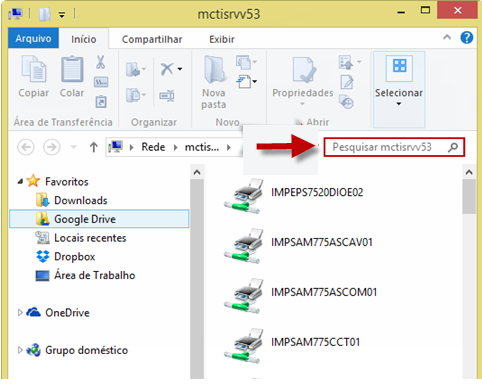 mctisrvv53
Arquivo
Início
Compartilhar
Exibir
Copiar
Colar
Nova
pasta
Propriedades
Selecionar
Abrir
Área de Transferência
Organizar
Novo
Rede
mctis...
Pesquisar mctisrvv53
Favoritos
Downloads
Google Drive
Locais recentes
Dropbox
Área de Trabalho
OneDrive
Grupo doméstico
IMPEPS7520DIOE02
IMPSAM775ASCAV01
IMPSAM775ASCOM01
IMPSAM775CCT01